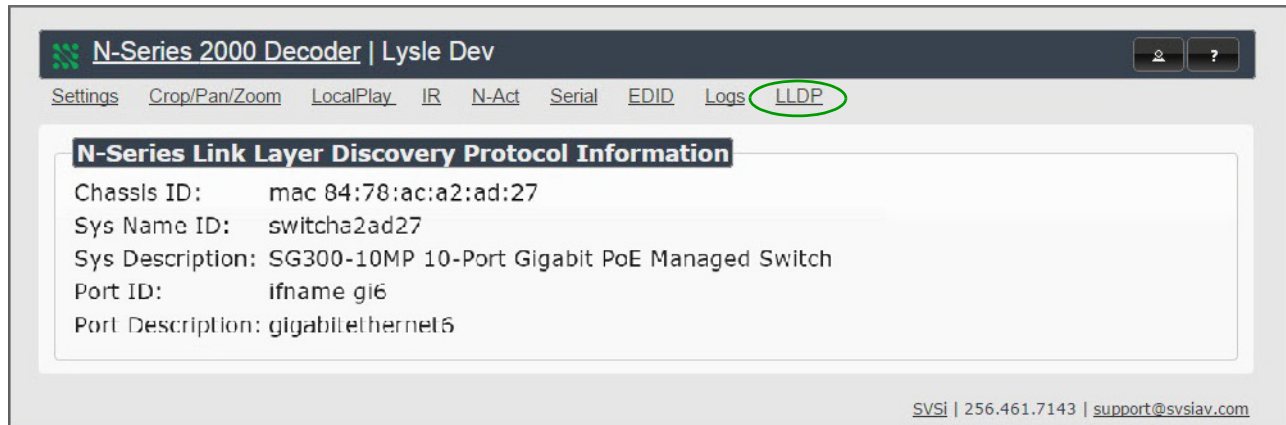 N-Series 2000 Decoder | Lysle Dev
?
Settings Crop/Pan/Zoom LocalPlay IR N-Act Serial EDID Logs LLDP
N-Series Link Layer Discovery Protocol Information
Chassis ID: mac 84:78:ac:a2:ad:27
Sys Name ID: switcha2ad27
Sys Description: SG300-10MP 10-Port Gigabit PoE Managed Switch
Port ID: ifname gi6
Port Description: gigabitethernet6
SVSi | 256.461.7143 | support@svsiav.com